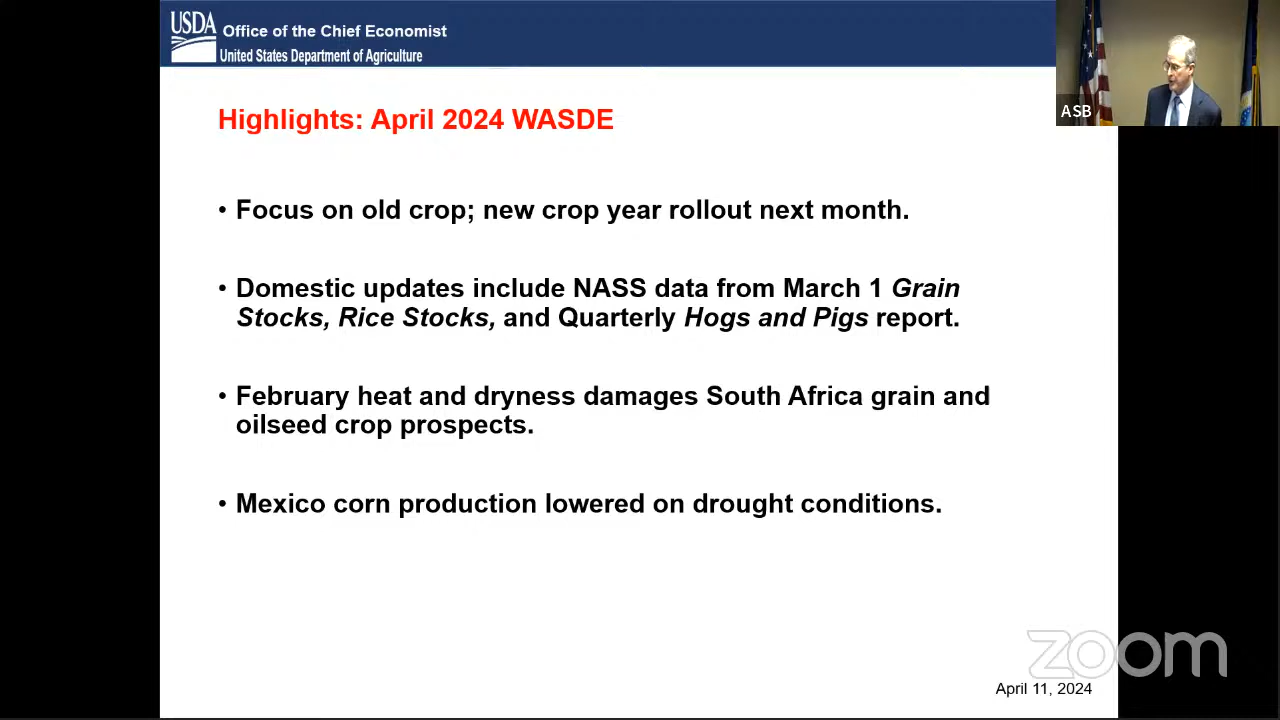 USDA
Office of the Chief Economist
United States Department of Agriculture
ASB
Highlights: April 2024 WASDE
• Focus on old crop; new crop year rollout next month.
• Domestic updates include NASS data from March 1 Grain
Stocks, Rice Stocks, and Quarterly Hogs and Pigs report.
• February heat and dryness damages South Africa grain and
oilseed crop prospects.
• Mexico corn production lowered on drought conditions.
zoom
April 11, 2024